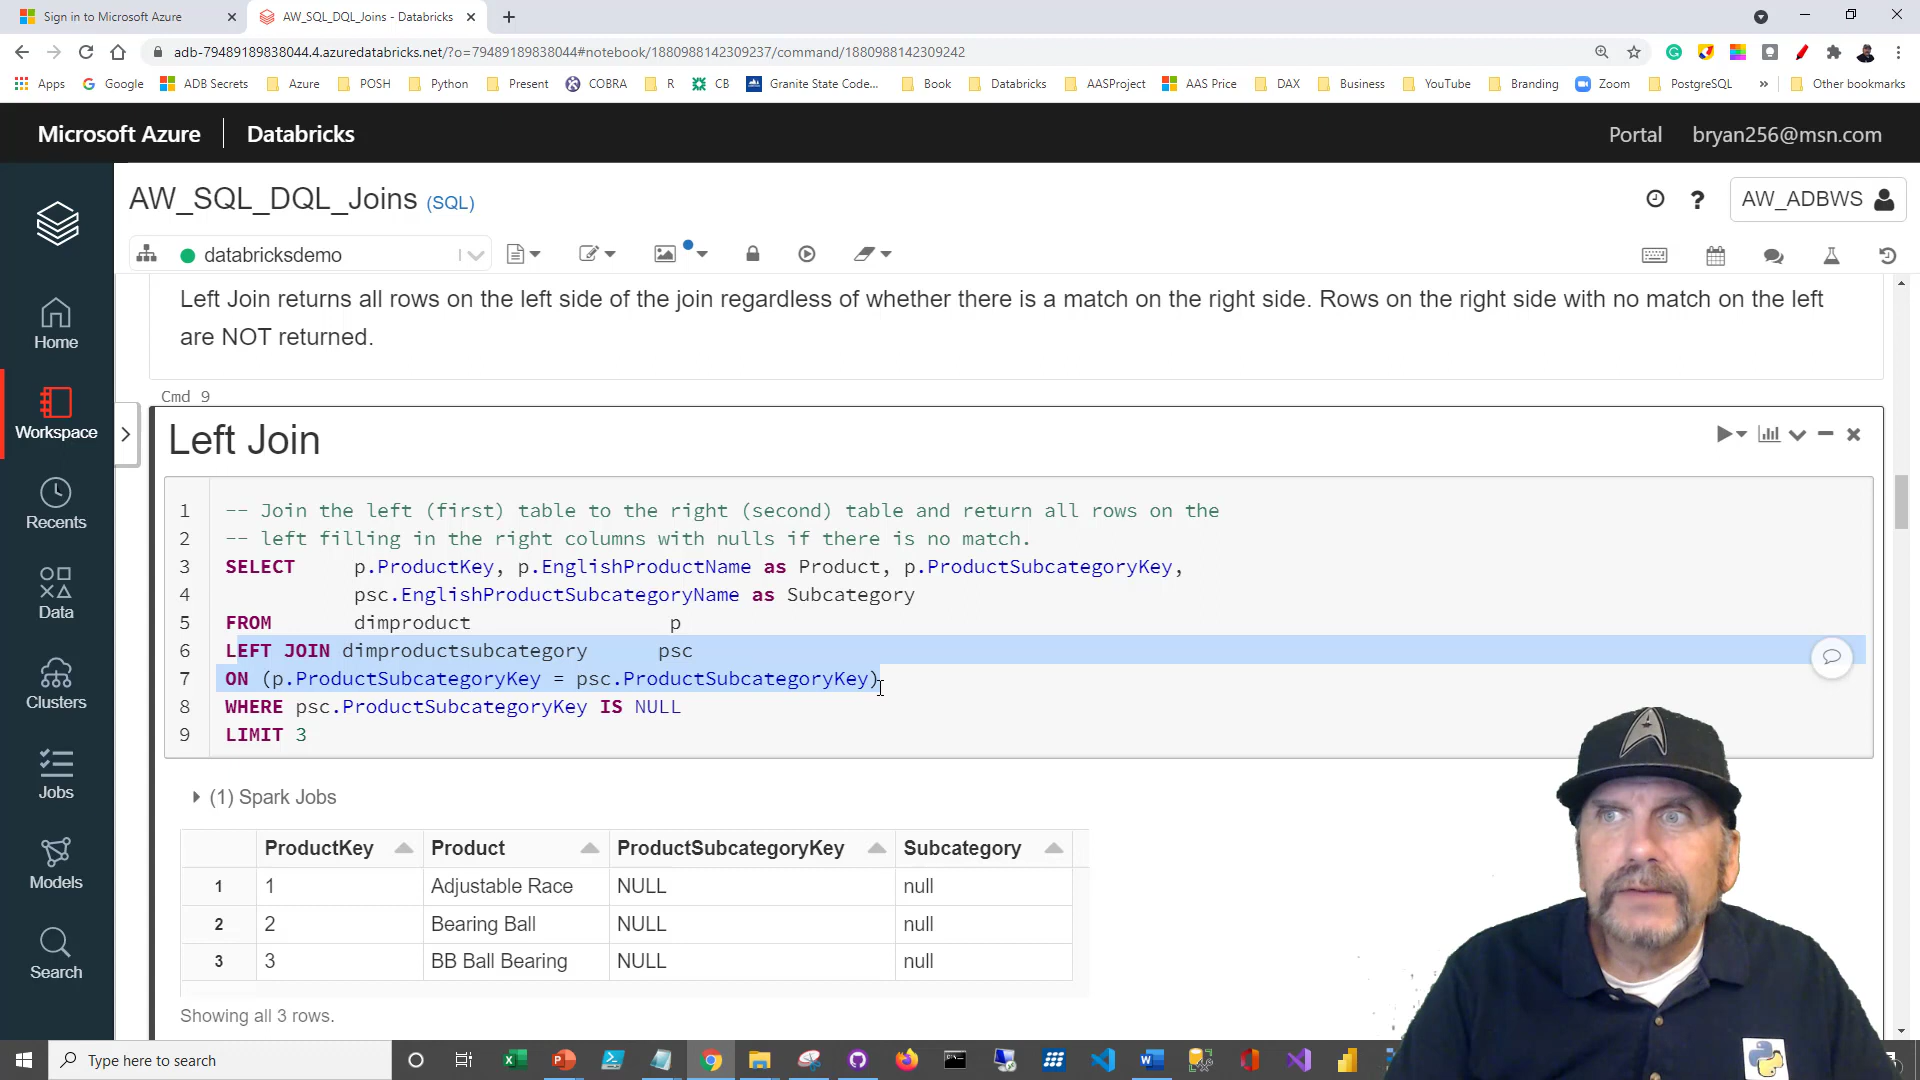 Sign in to Microsoft Azure
AW_SQL_DQL_Joins - Databricks
adb-79489189838044.4.azuredatabricks.net/?o=79489189838044#notebook/1880988142309237/command/1880988142309242
Apps Google ADB Secrets Azure POSH Python Present COBRA R CB Granite State Code... Book Databricks AASProject AAS Price DAX Business YouTube Branding Zoom PostgreSQL » Other bookmarks
Microsoft Azure Databricks Portal bryan256@msn.com
AW_SQL_DQL_Joins (SQL) ? AW_ADBWS
databricksdemo
Home
Workspace
Recents
Data
Clusters
Jobs
Models
Search
Left Join returns all rows on the left side of the join regardless of whether there is a match on the right side. Rows on the right side with no match on the left
are NOT returned.
Cmd 9
Left Join
1 -- Join the left (first) table to the right (second) table and return all rows on the
2 -- left filling in the right columns with nulls if there is no match.
3 SELECT p.ProductKey, p.EnglishProductName as Product, p.ProductSubcategoryKey,
4 psc.EnglishProductSubcategoryName as Subcategory
5 FROM dimproduct p
6 LEFT JOIN dimproductsubcategory psc
7 ON (p.ProductSubcategoryKey = psc.ProductSubcategoryKey)
8 WHERE psc.ProductSubcategoryKey IS NULL
9 LIMIT 3
(1) Spark Jobs
ProductKey Product ProductSubcategoryKey Subcategory
1 1 Adjustable Race NULL null
2 2 Bearing Ball NULL null
3 3 BB Ball Bearing NULL null
Showing all 3 rows.
Type here to search